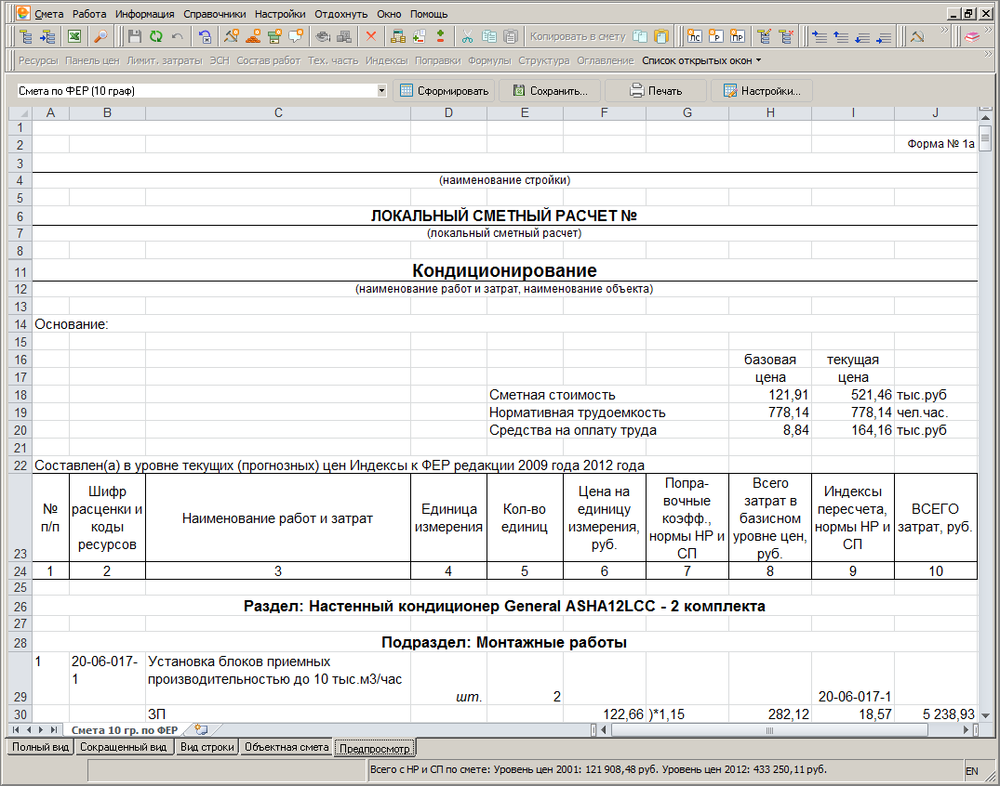 Смета Работа Информация Справочники Настройки Отдохнуть Окно Помощь
Копировать в смету ЛС Р ПР
Ресурсы Панель цен Лимит. затраты ЭСН Состав работ Тех. часть Индексы Поправки Формулы Структура Оглавление Список открытых окон
Смета по ФЕР (10 граф) Сформировать Сохранить... Печать Настройки...
A B C D E F G H I J
1
2 Форма № 1а
3
4 (наименование стройки)
5
6 ЛОКАЛЬНЫЙ СМЕТНЫЙ РАСЧЕТ №
7 (локальный сметный расчет)
8
11 Кондиционирование
12 (наименование работ и затрат, наименование объекта)
13
14 Основание:
15
16 базовая текущая
17 цена цена
18 Сметная стоимость 121,91 521,46 тыс.руб
19 Нормативная трудоемкость 778,14 778,14 чел.час.
20 Средства на оплату труда 8,84 164,16 тыс.руб
21
22 Составлен(а) в уровне текущих (прогнозных) цен Индексы к ФЕР редакции 2009 года 2012 года
23
№
п/п
Шифр
расценки и
коды
ресурсов
Наименование работ и затрат
Единица
измерения
Кол-во
единиц
Цена на
единицу
измерения,
руб.
Попра-
вочные
коэфф.,
нормы НР и
СП
Всего
затрат в
базисном
уровне цен,
руб.
Индексы
пересчета,
нормы НР и
СП
ВСЕГО
затрат, руб.
24 1 2 3 4 5 6 7 8 9 10
25
26 Раздел: Настенный кондиционер General ASHA12LCC - 2 комплекта
27
28 Подраздел: Монтажные работы
1 20-06-017- Установка блоков приемных
1 производительностью до 10 тыс.м3/час
29 шт. 2 20-06-017-1
30 ЗП 122,66 )*1,15 282,12 18,57 5 238,93
Смета 10 гр. по ФЕР
Полный вид Сокращенный вид Вид строки Объектная смета Предпросмотр
Всего с НР и СП по смете: Уровень цен 2001: 121 908,48 руб. Уровень цен 2012: 433 250,11 руб. EN